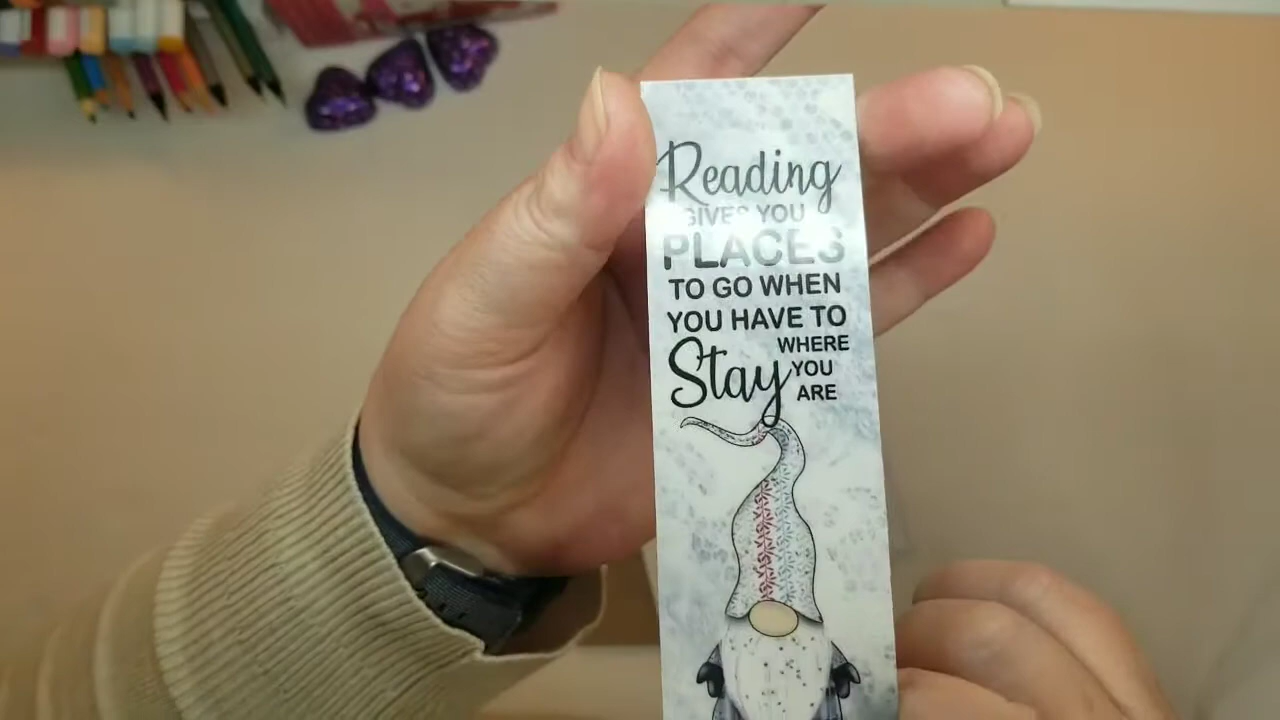 Reading
GIVES YOU
PLACES
TO GO WHEN
YOU HAVE TO
Stay WHERE
YOU
ARE